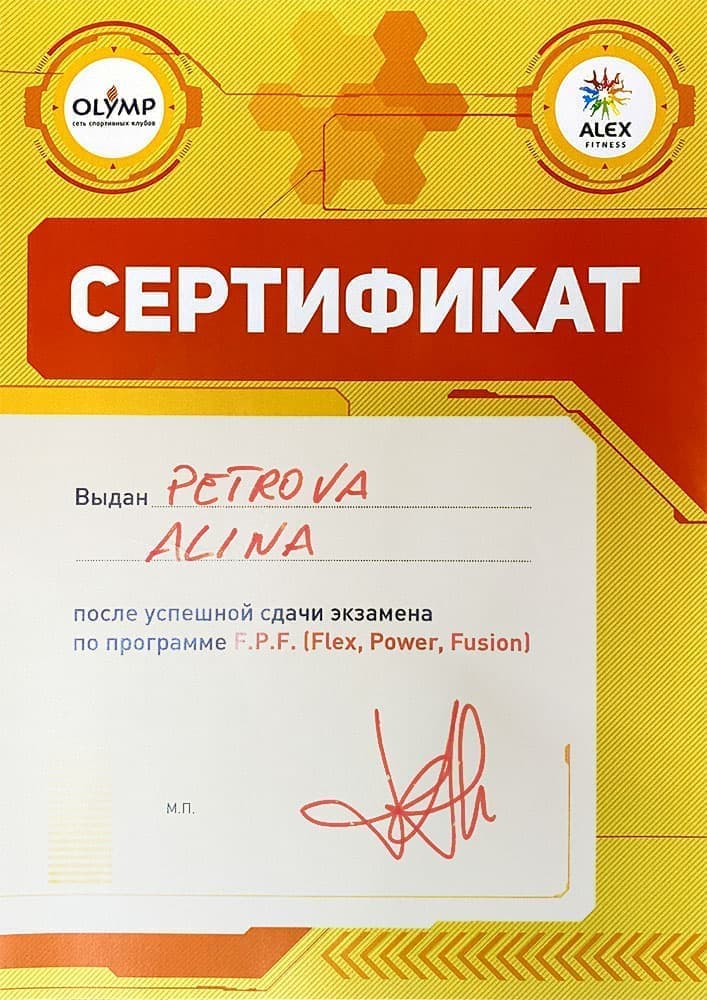 OLYMP
сеть спортивных клубов
ALEX
FITNESS
СЕРТИФИКАТ
Выдан PETROVA
ALINA
после успешной сдачи экзамена
по программе F.P.F. (Flex, Power, Fusion)
М.П.